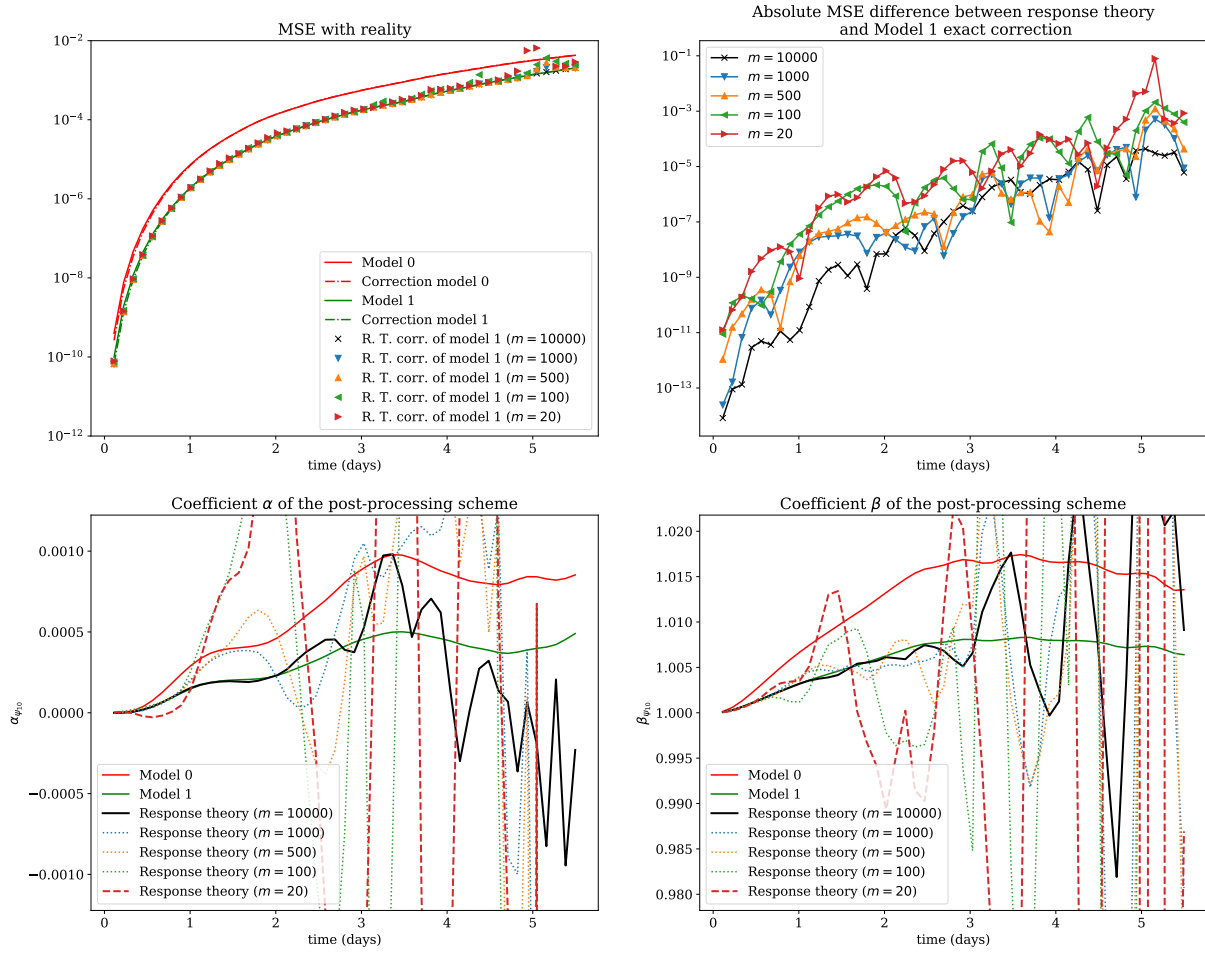 MSE with reality
10⁻²
10⁻⁴
10⁻⁶
10⁻⁸
10⁻¹⁰
10⁻¹²
Model 0
Correction model 0
Model 1
Correction model 1
R. T. corr. of model 1 (m = 10000)
R. T. corr. of model 1 (m = 1000)
R. T. corr. of model 1 (m = 500)
R. T. corr. of model 1 (m = 100)
R. T. corr. of model 1 (m = 20)
0 1 2 3 4 5
time (days)
Absolute MSE difference between response theory
and Model 1 exact correction
10⁻¹
10⁻³
10⁻⁵
10⁻⁷
10⁻⁹
10⁻¹¹
10⁻¹³
m = 10000
m = 1000
m = 500
m = 100
m = 20
0 1 2 3 4 5
time (days)
Coefficient α of the post-processing scheme
α_ψ₁₀
0.0010
0.0005
0.0000
−0.0005
−0.0010
Model 0
Model 1
Response theory (m = 10000)
Response theory (m = 1000)
Response theory (m = 500)
Response theory (m = 100)
Response theory (m = 20)
0 1 2 3 4 5
time (days)
Coefficient β of the post-processing scheme
β_ψ₁₀
1.020
1.015
1.010
1.005
1.000
0.995
0.990
0.985
0.980
Model 0
Model 1
Response theory (m = 10000)
Response theory (m = 1000)
Response theory (m = 500)
Response theory (m = 100)
Response theory (m = 20)
0 1 2 3 4 5
time (days)